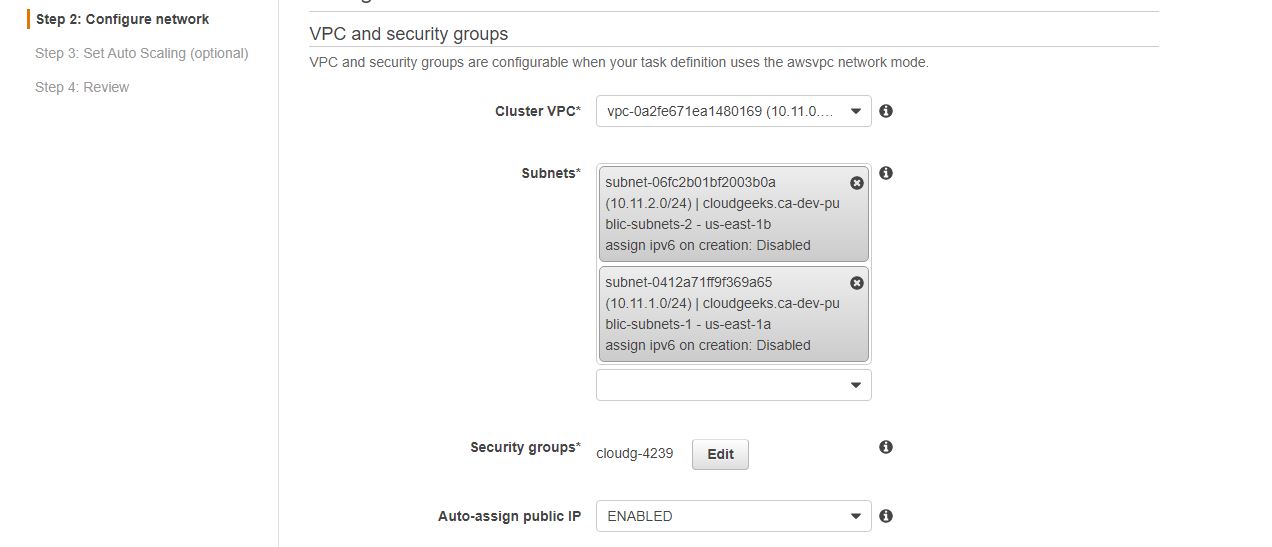 Step 2: Configure network
Step 3: Set Auto Scaling (optional)
Step 4: Review
VPC and security groups
VPC and security groups are configurable when your task definition uses the awsvpc network mode.
Cluster VPC*
vpc-0a2fe671ea1480169 (10.11.0....
Subnets*
subnet-06fc2b01bf2003b0a
(10.11.2.0/24) | cloudgeeks.ca-dev-pu
blic-subnets-2 - us-east-1b
assign ipv6 on creation: Disabled
subnet-0412a71ff9f369a65
(10.11.1.0/24) | cloudgeeks.ca-dev-pu
blic-subnets-1 - us-east-1a
assign ipv6 on creation: Disabled
Security groups*
cloudg-4239
Edit
Auto-assign public IP
ENABLED